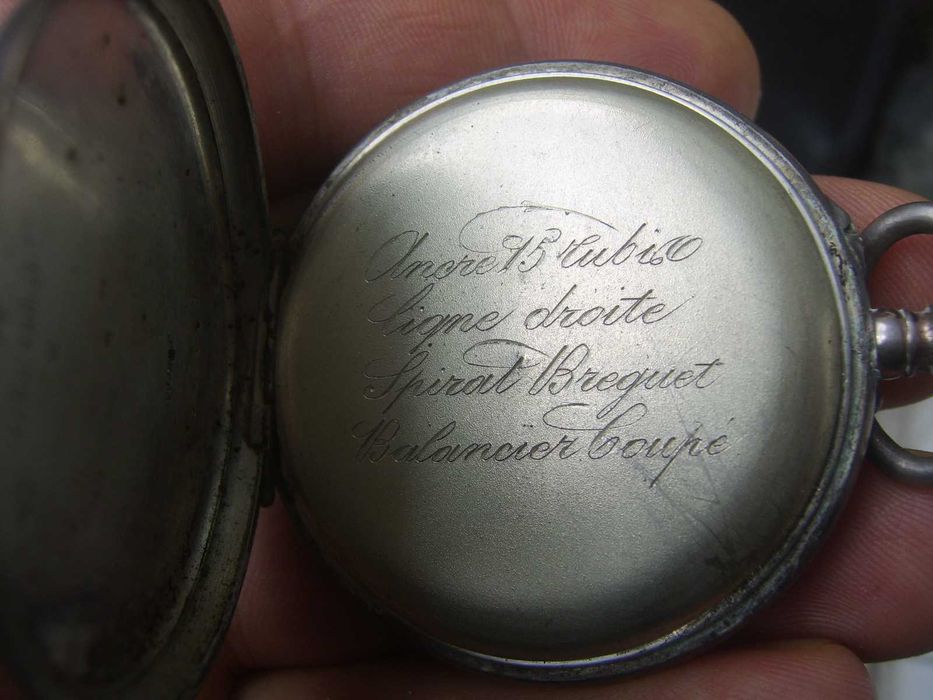 Ancre 15 rubis
Ligne droite
Spiral Breguet
Balancier Coupé